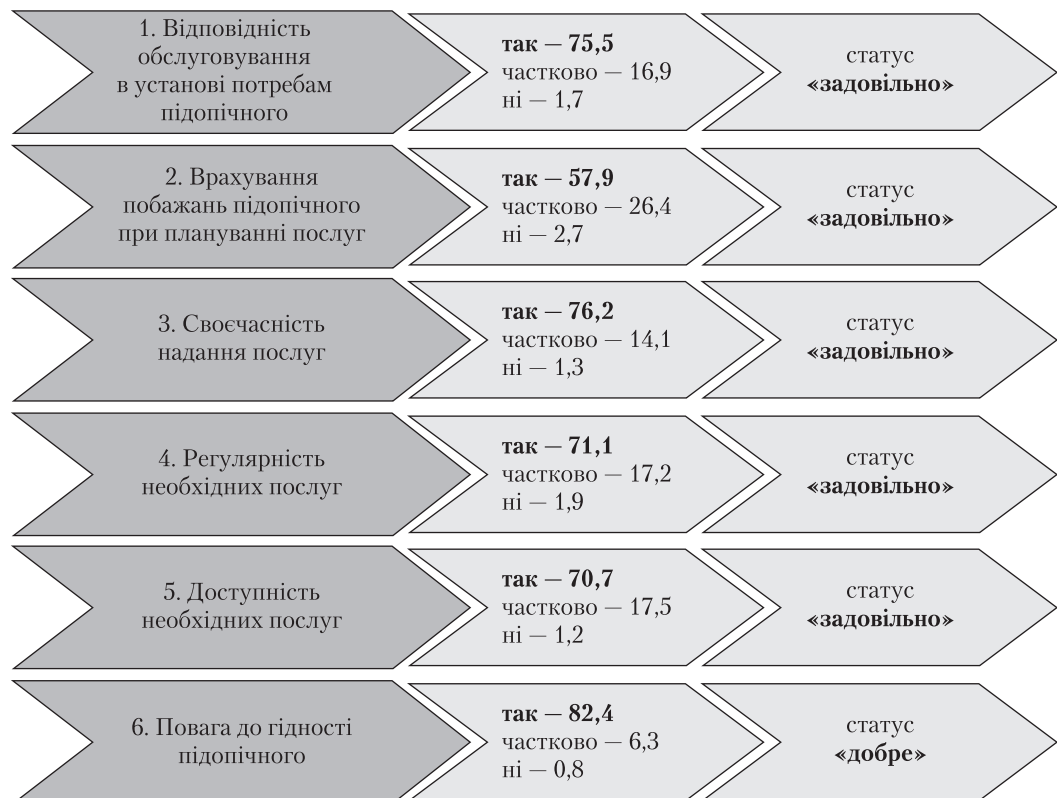 1. Відповідність
обслуговування
в установі потребам
підопічного
так — 75,5
частково — 16,9
ні — 1,7
статус
«задовільно»
2. Врахування
побажань підопічного
при плануванні послуг
так — 57,9
частково — 26,4
ні — 2,7
статус
«задовільно»
3. Своєчасність
надання послуг
так — 76,2
частково — 14,1
ні — 1,3
статус
«задовільно»
4. Регулярність
необхідних послуг
так — 71,1
частково — 17,2
ні — 1,9
статус
«задовільно»
5. Доступність
необхідних послуг
так — 70,7
частково — 17,5
ні — 1,2
статус
«задовільно»
6. Повага до гідності
підопічного
так — 82,4
частково — 6,3
ні — 0,8
статус
«добре»